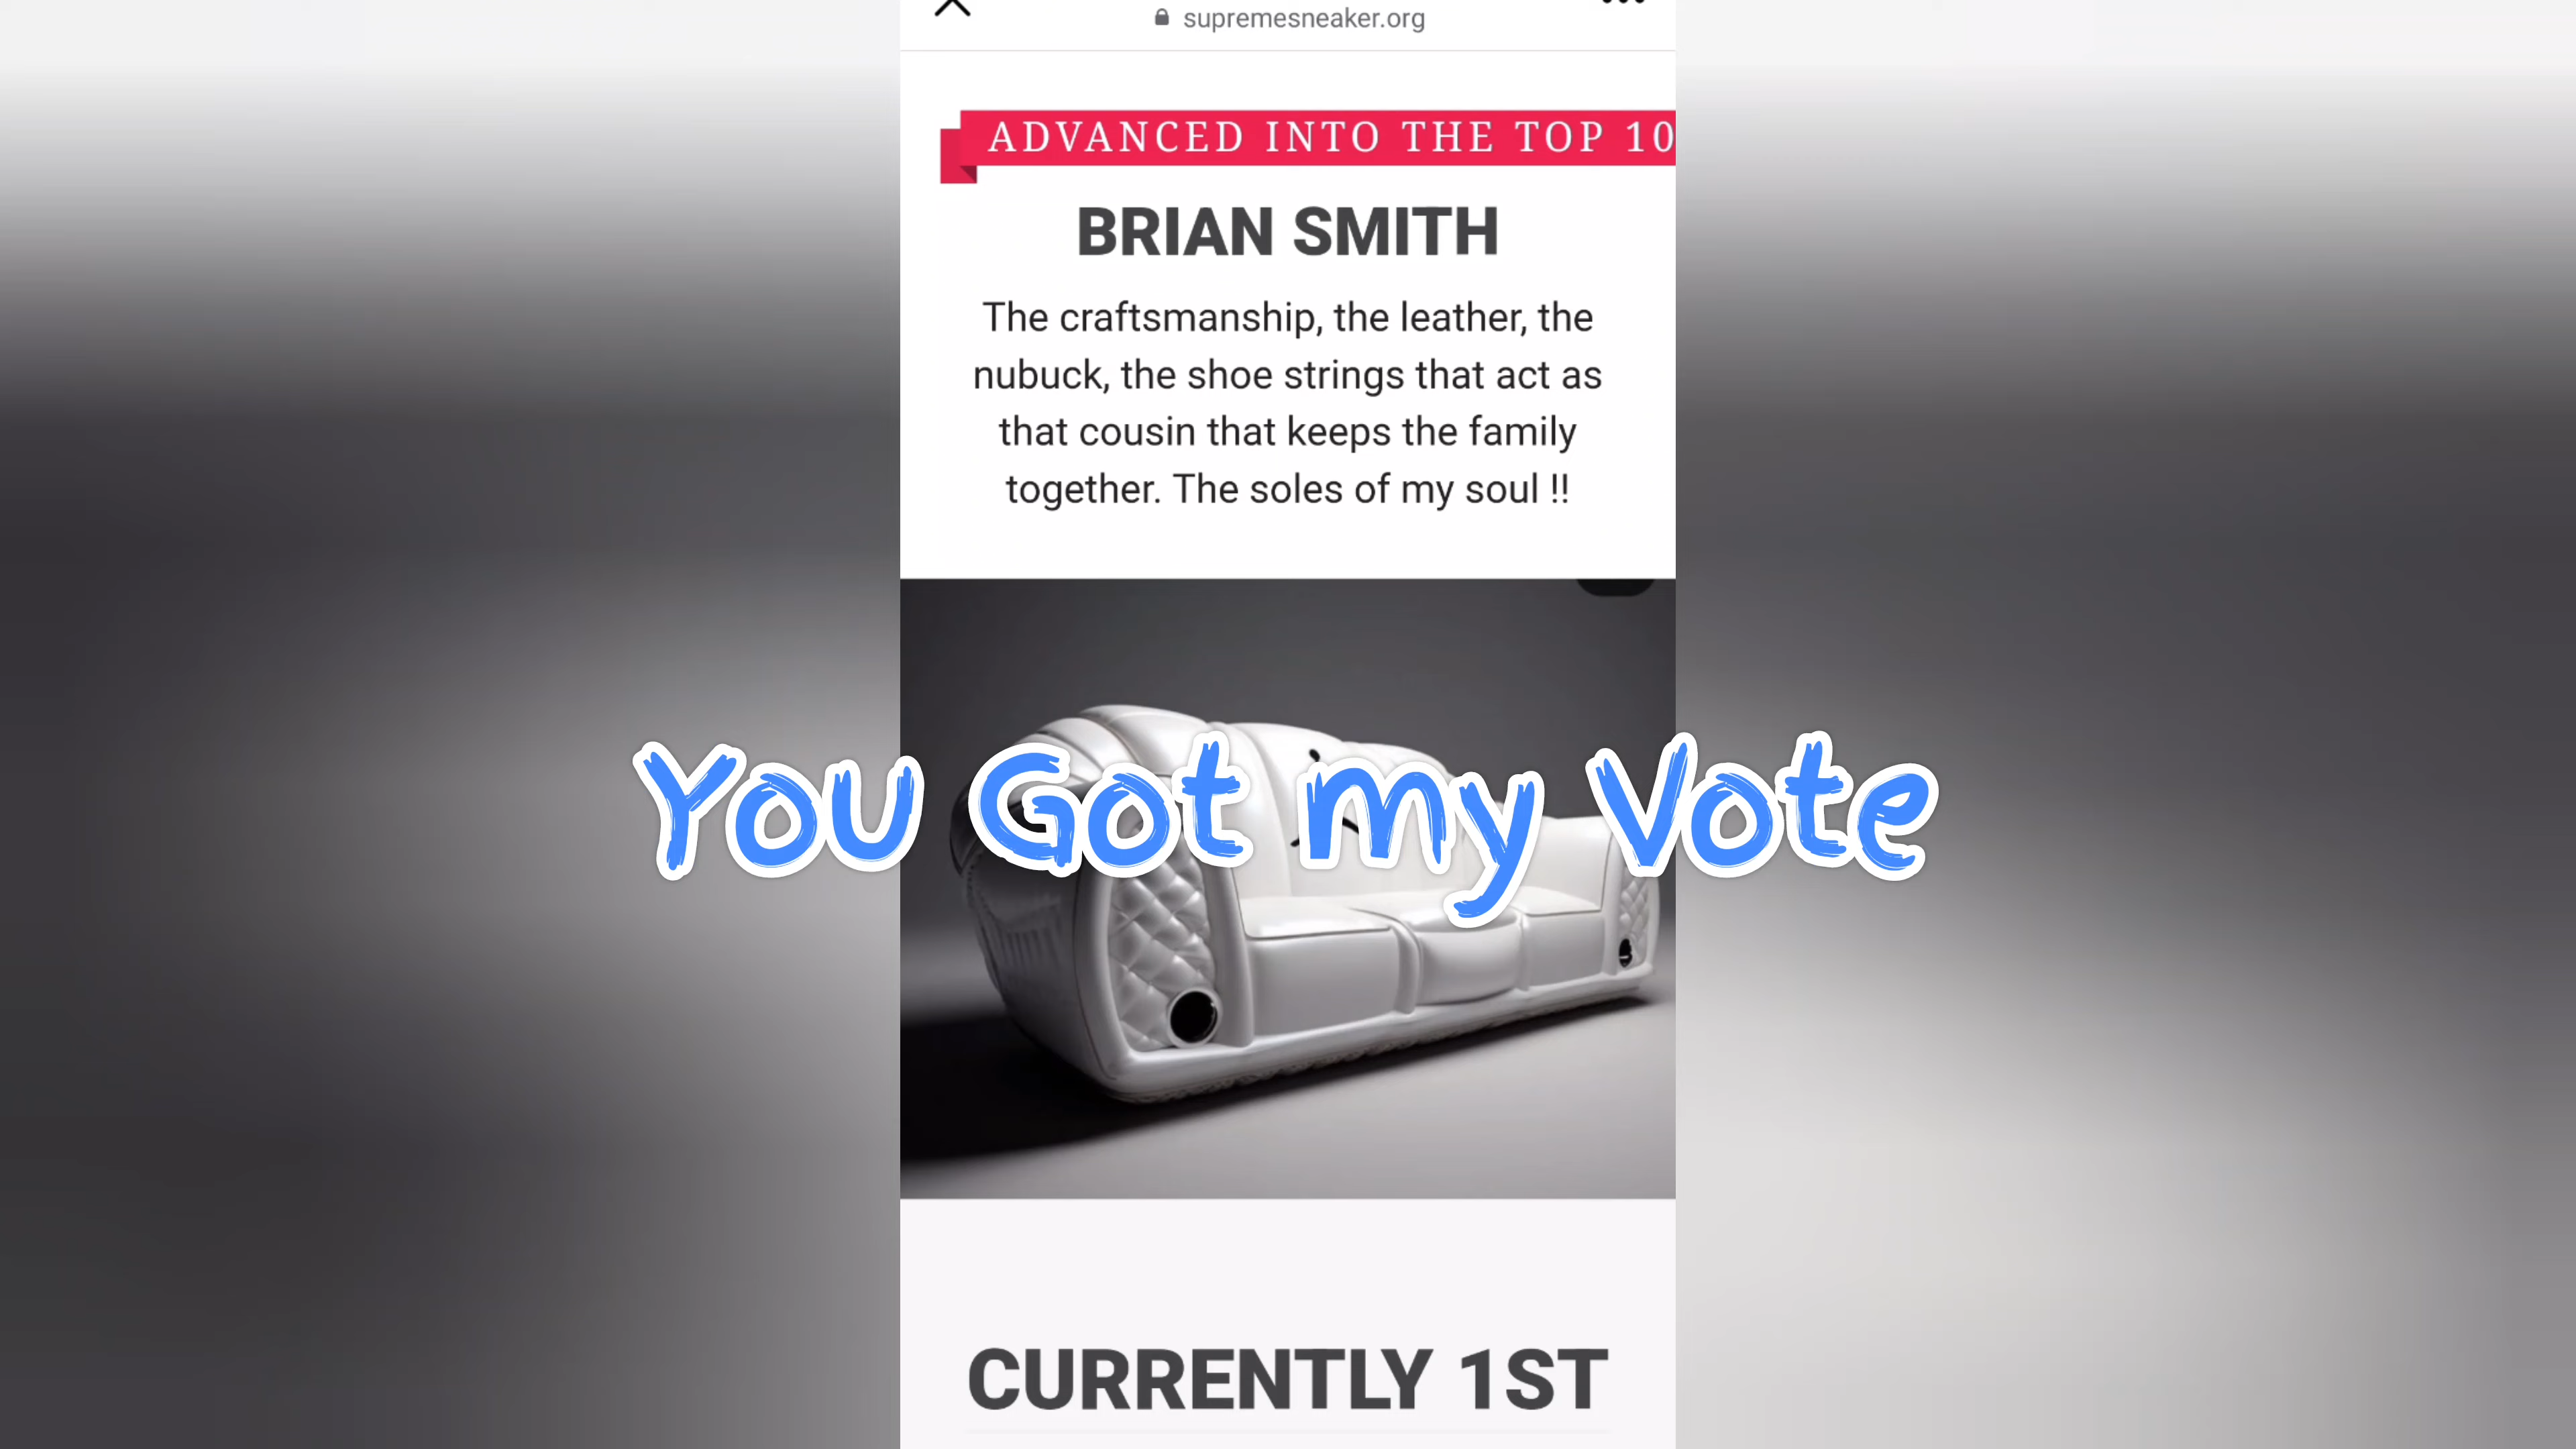 supremesneaker.org
ADVANCED INTO THE TOP 10
BRIAN SMITH
The craftsmanship, the leather, the
nubuck, the shoe strings that act as
that cousin that keeps the family
together. The soles of my soul !!
You Got my Vote
CURRENTLY 1ST